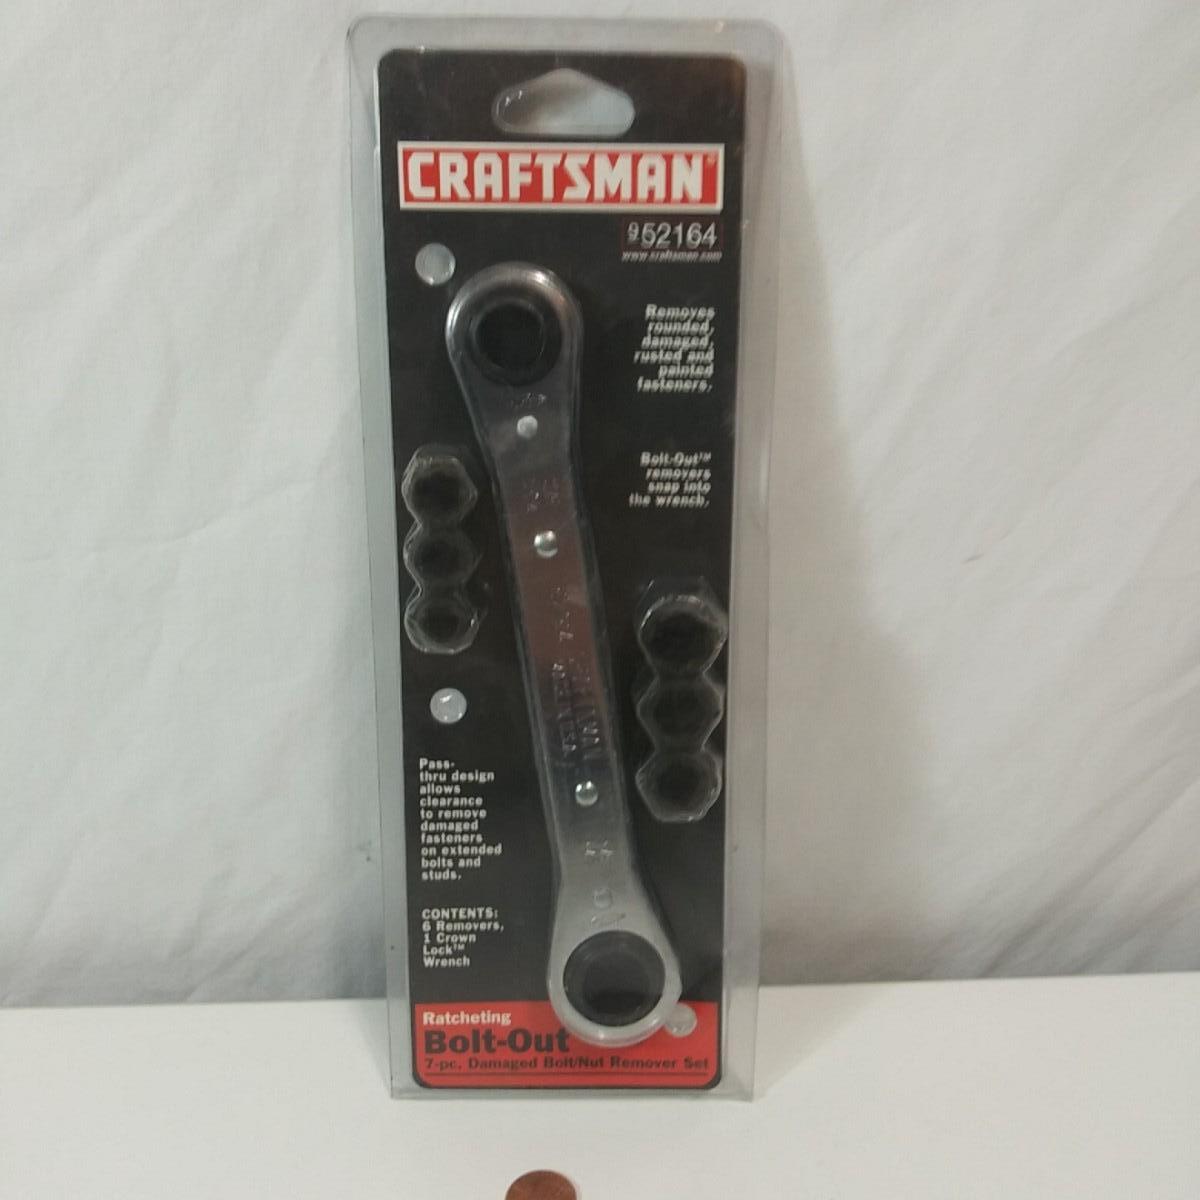 CRAFTSMAN®
9 52164
www.craftsman.com
Removes
rounded,
damaged,
rusted and
painted
fasteners.
Bolt-Out™
removers
snap into
the wrench.
Pass-
thru design
allows
clearance
to remove
damaged
fasteners
on extended
bolts and
studs.
CONTENTS:
6 Removers,
1 Crown
Lock™
Wrench
Ratcheting
Bolt-Out
7-pc. Damaged Bolt/Nut Remover Set